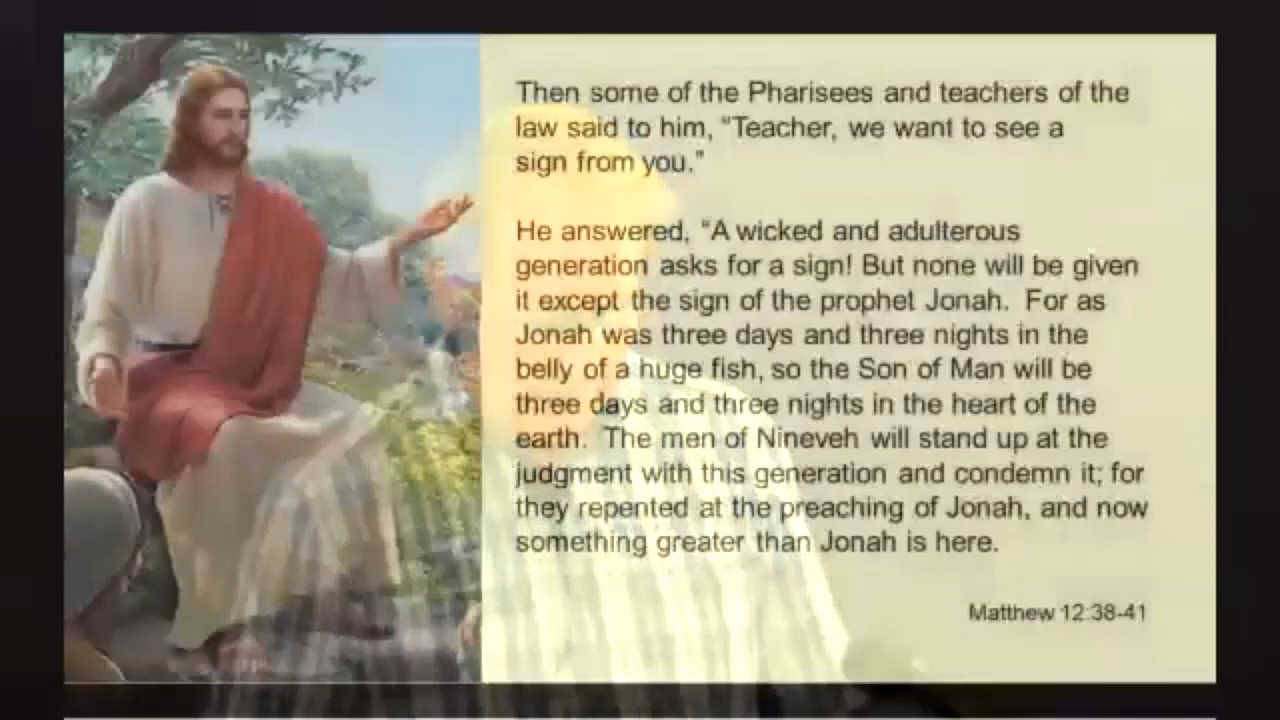 Then some of the Pharisees and teachers of the
law said to him, "Teacher, we want to see a
sign from you."
He answered, "A wicked and adulterous
generation asks for a sign! But none will be given
it except the sign of the prophet Jonah.  For as
Jonah was three days and three nights in the
belly of a huge fish, so the Son of Man will be
three days and three nights in the heart of the
earth.  The men of Nineveh will stand up at the
judgment with this generation and condemn it; for
they repented at the preaching of Jonah, and now
something greater than Jonah is here.
Matthew 12:38-41